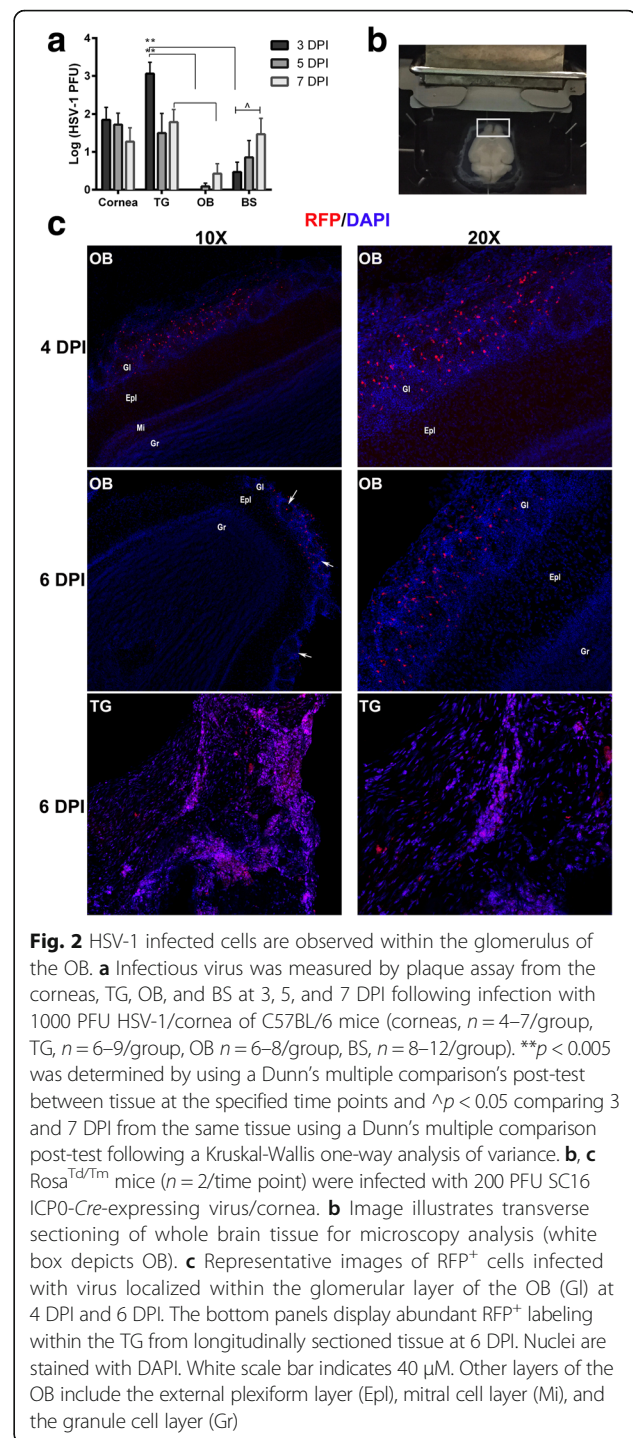 a
b
**
**
^
3 DPI
5 DPI
7 DPI
Log (HSV-1 PFU)
4
3
2
1
0
Cornea TG OB BS
c
RFP/DAPI
10X 20X
4 DPI
OB
Gl
Epl
Mi
Gr
OB
Gl
Epl
6 DPI
OB
Gl
Epl
Gr
OB
Gl
Epl
Gr
6 DPI
TG
TG
Fig. 2 HSV-1 infected cells are observed within the glomerulus of
the OB. a Infectious virus was measured by plaque assay from the
corneas, TG, OB, and BS at 3, 5, and 7 DPI following infection with
1000 PFU HSV-1/cornea of C57BL/6 mice (corneas, n = 4–7/group,
TG, n = 6–9/group, OB n = 6–8/group, BS, n = 8–12/group). **p < 0.005
was determined by using a Dunn's multiple comparison's post-test
between tissue at the specified time points and ^p < 0.05 comparing 3
and 7 DPI from the same tissue using a Dunn's multiple comparison
post-test following a Kruskal-Wallis one-way analysis of variance. b, c
Rosa^Td/Tm mice (n = 2/time point) were infected with 200 PFU SC16
ICP0-Cre-expressing virus/cornea. b Image illustrates transverse
sectioning of whole brain tissue for microscopy analysis (white
box depicts OB). c Representative images of RFP⁺ cells infected
with virus localized within the glomerular layer of the OB (Gl) at
4 DPI and 6 DPI. The bottom panels display abundant RFP⁺ labeling
within the TG from longitudinally sectioned tissue at 6 DPI. Nuclei are
stained with DAPI. White scale bar indicates 40 μM. Other layers of the
OB include the external plexiform layer (Epl), mitral cell layer (Mi), and
the granule cell layer (Gr)